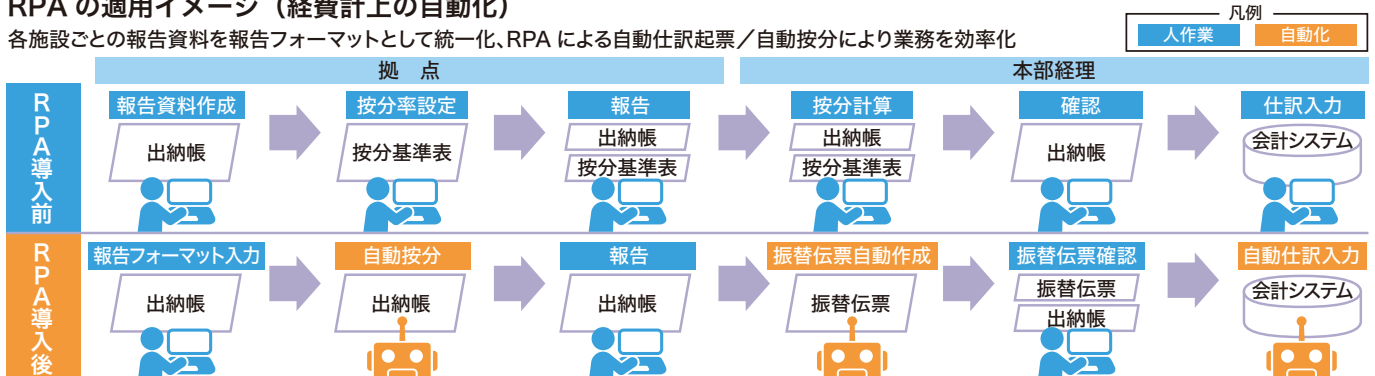 RPA の適用イメージ（経費計上の自動化）
各施設ごとの報告資料を報告フォーマットとして統一化、RPA による自動仕訳起票／自動按分により業務を効率化
凡例
人作業 自動化
拠 点 本部経理
RPA導入前
報告資料作成 按分率設定 報告 按分計算 確認 仕訳入力
出納帳 按分基準表 出納帳 出納帳 出納帳 会計システム
按分基準表 按分基準表
RPA導入後
報告フォーマット入力 自動按分 報告 振替伝票自動作成 振替伝票確認 自動仕訳入力
出納帳 出納帳 出納帳 振替伝票 振替伝票 会計システム
出納帳